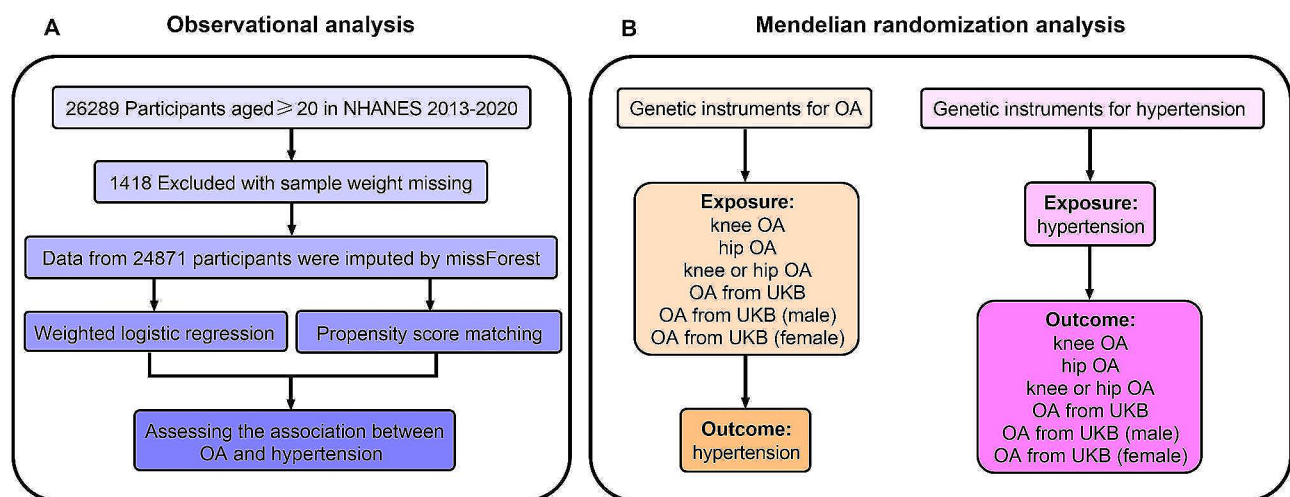 A
Observational analysis
26289 Participants aged ⩾ 20 in NHANES 2013-2020
1418 Excluded with sample weight missing
Data from 24871 participants were imputed by missForest
Weighted logistic regression
Propensity score matching
Assessing the association between
OA and hypertension
B
Mendelian randomization analysis
Genetic instruments for OA
Exposure:
knee OA
hip OA
knee or hip OA
OA from UKB
OA from UKB (male)
OA from UKB (female)
Outcome:
hypertension
Genetic instruments for hypertension
Exposure:
hypertension
Outcome:
knee OA
hip OA
knee or hip OA
OA from UKB
OA from UKB (male)
OA from UKB (female)